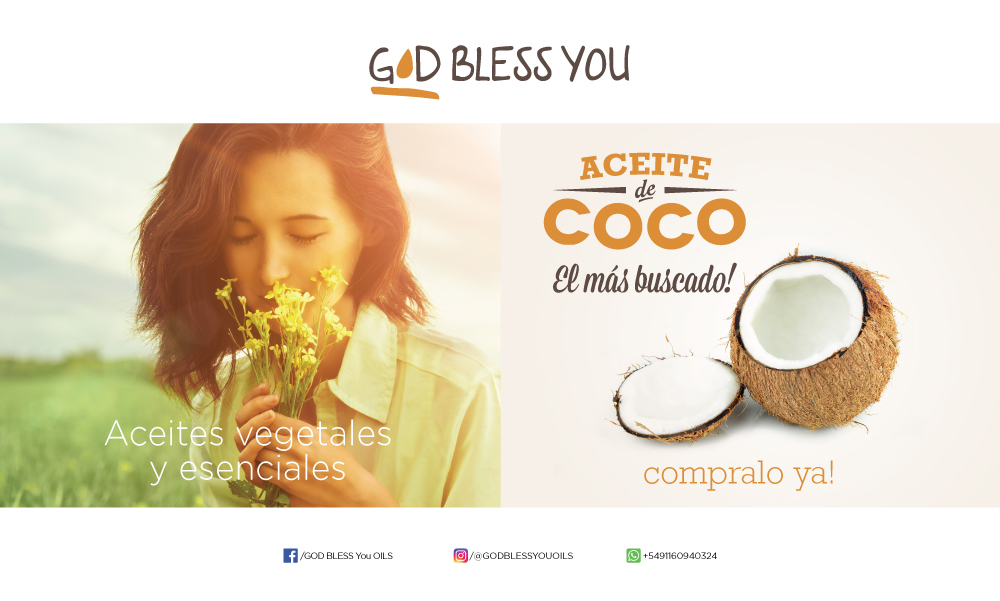 GOD BLESS YOU
Aceites vegetales
y esenciales
ACEITE
de
COCO
El más buscado!
compralo ya!
/GOD BLESS You OILS
/@GODBLESSYOUOILS
+5491160940324